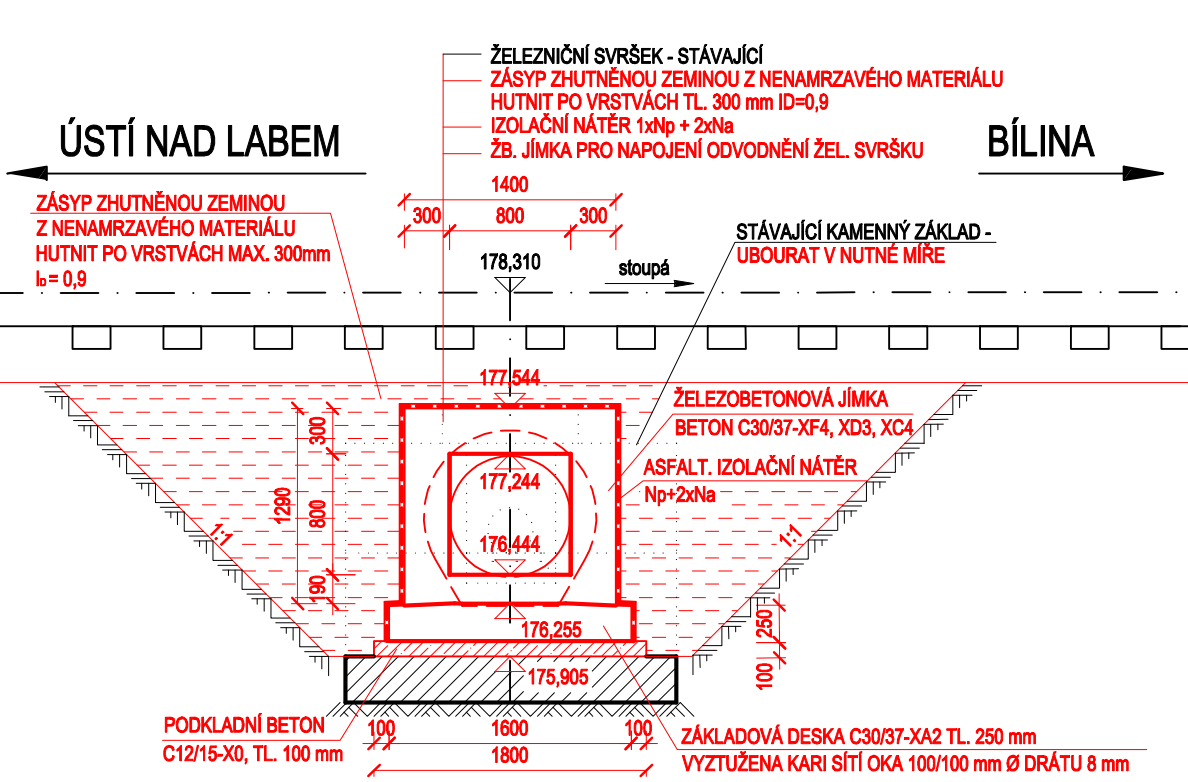 ŽELEZNIČNÍ SVRŠEK - STÁVAJÍCÍ
ZÁSYP ZHUTNĚNOU ZEMINOU Z NENAMRZAVÉHO MATERIÁLU
HUTNIT PO VRSTVÁCH TL. 300 mm ID=0,9
IZOLAČNÍ NÁTĚR 1xNp + 2xNa
ŽB. JÍMKA PRO NAPOJENÍ ODVODNĚNÍ ŽEL. SVRŠKU
ÚSTÍ NAD LABEM
BÍLINA
ZÁSYP ZHUTNĚNOU ZEMINOU
Z NENAMRZAVÉHO MATERIÁLU
HUTNIT PO VRSTVÁCH MAX. 300mm
ID = 0,9
1400
300 800 300
STÁVAJÍCÍ KAMENNÝ ZÁKLAD -
UBOURAT V NUTNÉ MÍŘE
178,310
stoupá
177,544
ŽELEZOBETONOVÁ JÍMKA
BETON C30/37-XF4, XD3, XC4
ASFALT. IZOLAČNÍ NÁTĚR
Np+2xNa
300
1290
800
190
177,244
176,444
1:1
1:1
176,255
250
100
175,905
PODKLADNÍ BETON
C12/15-X0, TL. 100 mm
100 1600 100
1800
ZÁKLADOVÁ DESKA C30/37-XA2 TL. 250 mm
VYZTUŽENA KARI SÍTÍ OKA 100/100 mm Ø DRÁTU 8 mm